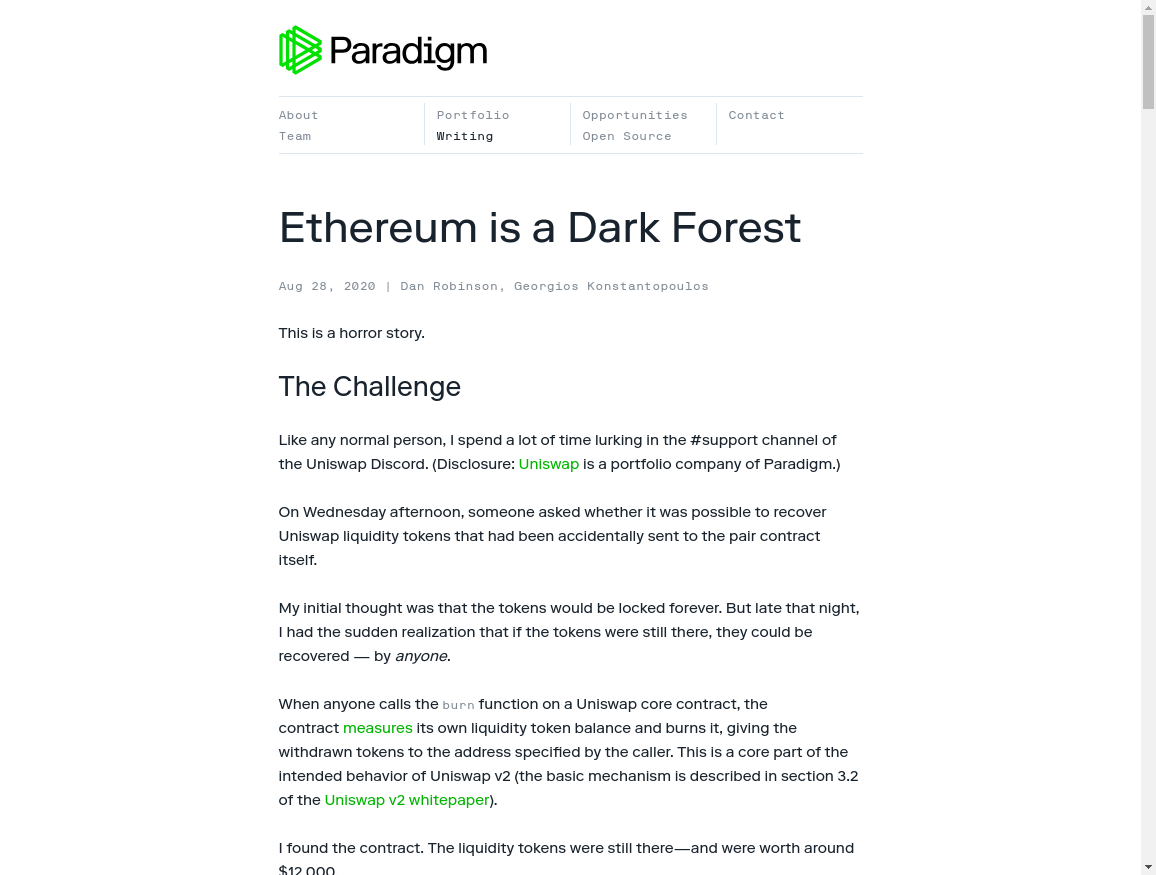 Paradigm
About
Team
Portfolio
Writing
Opportunities
Open Source
Contact
Ethereum is a Dark Forest
Aug 28, 2020 | Dan Robinson, Georgios Konstantopoulos
This is a horror story.
The Challenge
Like any normal person, I spend a lot of time lurking in the #support channel of
the Uniswap Discord. (Disclosure: Uniswap is a portfolio company of Paradigm.)
On Wednesday afternoon, someone asked whether it was possible to recover
Uniswap liquidity tokens that had been accidentally sent to the pair contract
itself.
My initial thought was that the tokens would be locked forever. But late that night,
I had the sudden realization that if the tokens were still there, they could be
recovered — by anyone.
When anyone calls the burn function on a Uniswap core contract, the
contract measures its own liquidity token balance and burns it, giving the
withdrawn tokens to the address specified by the caller. This is a core part of the
intended behavior of Uniswap v2 (the basic mechanism is described in section 3.2
of the Uniswap v2 whitepaper).
I found the contract. The liquidity tokens were still there—and were worth around
$12,000